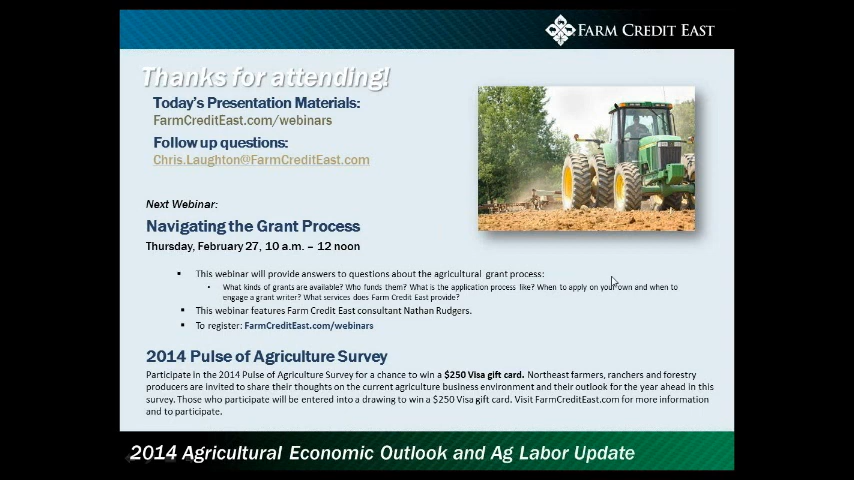 FARM CREDIT EAST
Thanks for attending!
Today's Presentation Materials:
FarmCreditEast.com/webinars
Follow up questions:
Chris.Laughton@FarmCreditEast.com
Next Webinar:
Navigating the Grant Process
Thursday, February 27, 10 a.m. – 12 noon
▪ This webinar will provide answers to questions about the agricultural grant process:
• What kinds of grants are available? Who funds them? What is the application process like? When to apply on your own and when to
engage a grant writer? What services does Farm Credit East provide?
▪ This webinar features Farm Credit East consultant Nathan Rudgers.
▪ To register: FarmCreditEast.com/webinars
2014 Pulse of Agriculture Survey
Participate in the 2014 Pulse of Agriculture Survey for a chance to win a $250 Visa gift card. Northeast farmers, ranchers and forestry
producers are invited to share their thoughts on the current agriculture business environment and their outlook for the year ahead in this
survey. Those who participate will be entered into a drawing to win a $250 Visa gift card. Visit FarmCreditEast.com for more information
and to participate.
2014 Agricultural Economic Outlook and Ag Labor Update